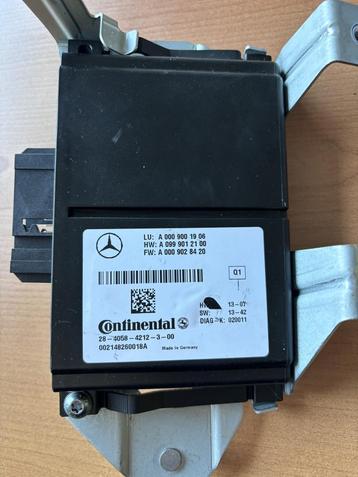 LU: A 000 900 19 06
HW: A 099 901 21 00
FW: A 000 902 84 20
Q1
Continental
28-4058-4212-3-00
002148260018A
Made in Germany
13-07
SW: 13-42
DIAG K: 020011